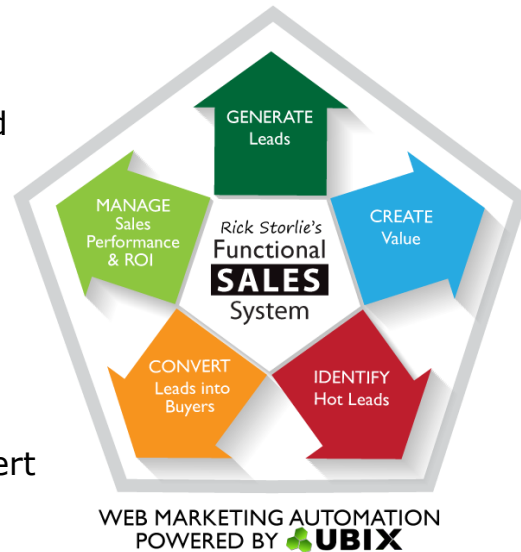 GENERATE
Leads
CREATE
Value
IDENTIFY
Hot Leads
CONVERT
Leads into
Buyers
MANAGE
Sales
Performance
& ROI
Rick Storlie's
Functional
SALES
System
WEB MARKETING AUTOMATION
POWERED BY UBIX